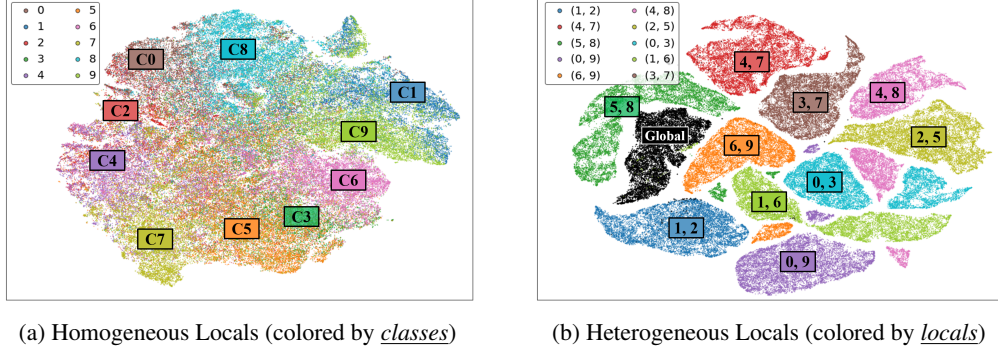 0 5
1 6
2 7
3 8
4 9
C0
C8
C2
C1
C9
C4
C6
C3
C5
C7
(a) Homogeneous Locals (colored by classes)
(1, 2) (4, 8)
(4, 7) (2, 5)
(5, 8) (0, 3)
(0, 9) (1, 6)
(6, 9) (3, 7)
4, 7
4, 8
5, 8
3, 7
Global
2, 5
6, 9
0, 3
1, 6
1, 2
0, 9
(b) Heterogeneous Locals (colored by locals)